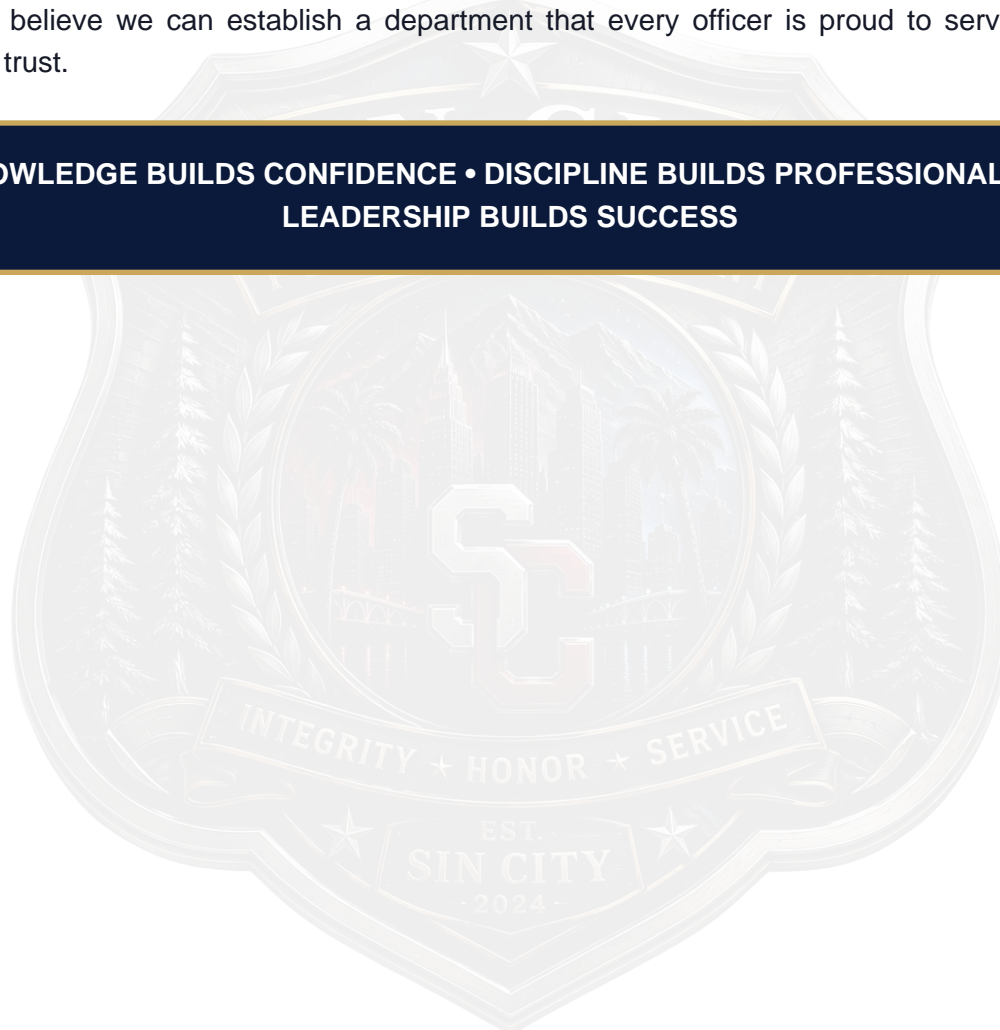 believe we can establish a department that every officer is proud to serv
trust.
OWLEDGE BUILDS CONFIDENCE • DISCIPLINE BUILDS PROFESSIONAL
LEADERSHIP BUILDS SUCCESS
SC
INTEGRITY ★ HONOR ★ SERVICE
EST.
SIN CITY
-2024-